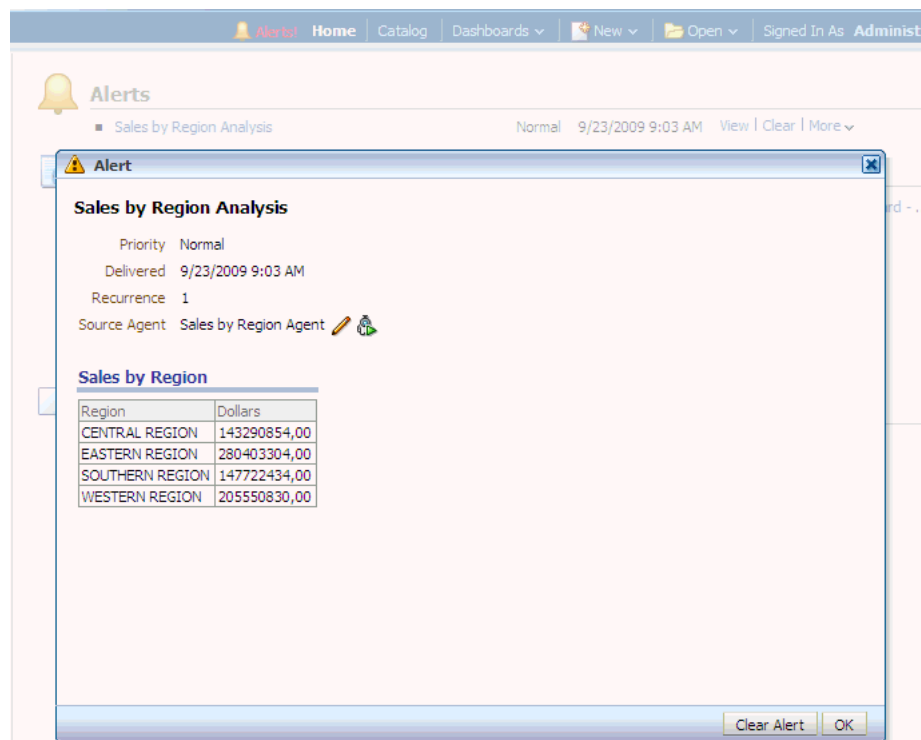 Alerts! Home Catalog Dashboards New Open Signed In As Administ
Alerts
Sales by Region Analysis Normal 9/23/2009 9:03 AM View Clear More
Alert
rd - .
Sales by Region Analysis
Priority Normal
Delivered 9/23/2009 9:03 AM
Recurrence 1
Source Agent Sales by Region Agent
Sales by Region
Region Dollars
CENTRAL REGION 143290854,00
EASTERN REGION 280403304,00
SOUTHERN REGION 147722434,00
WESTERN REGION 205550830,00
Clear Alert OK